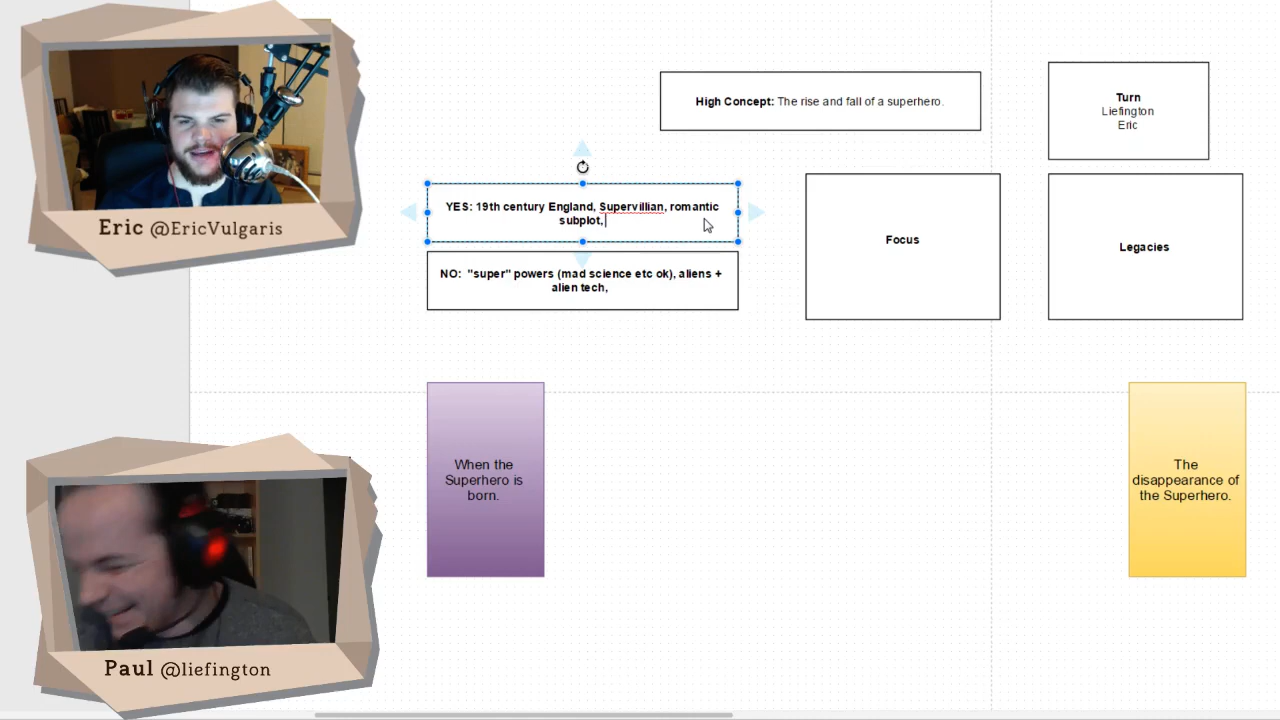 High Concept: The rise and fall of a superhero.
Turn
Liefington
Eric
YES: 19th century England, Supervillian, romantic
subplot,
NO: "super" powers (mad science etc ok), aliens +
alien tech,
Focus
Legacies
When the
Superhero is
born.
The
disappearance of
the Superhero.
Eric @EricVulgaris
Paul @liefington